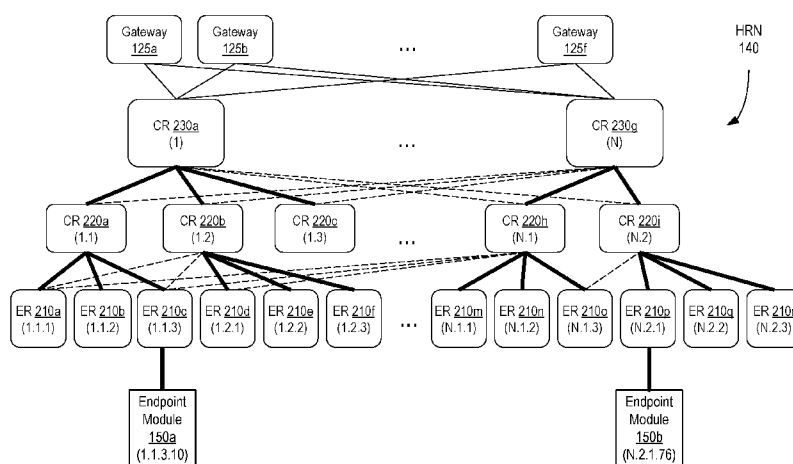 Gateway
125a
Gateway
125b
...
Gateway
125f
HRN
140
CR 230a
(1)
...
CR 230g
(N)
CR 220a
(1.1)
CR 220b
(1.2)
CR 220c
(1.3)
...
CR 220h
(N.1)
CR 220i
(N.2)
ER 210a
(1.1.1)
ER 210b
(1.1.2)
ER 210c
(1.1.3)
ER 210d
(1.2.1)
ER 210e
(1.2.2)
ER 210f
(1.2.3)
...
ER 210m
(N.1.1)
ER 210n
(N.1.2)
ER 210o
(N.1.3)
ER 210p
(N.2.1)
ER 210q
(N.2.2)
ER
(N.2.3)
Endpoint
Module
150a
(1.1.3.10)
Endpoint
Module
150b
(N.2.1.76)